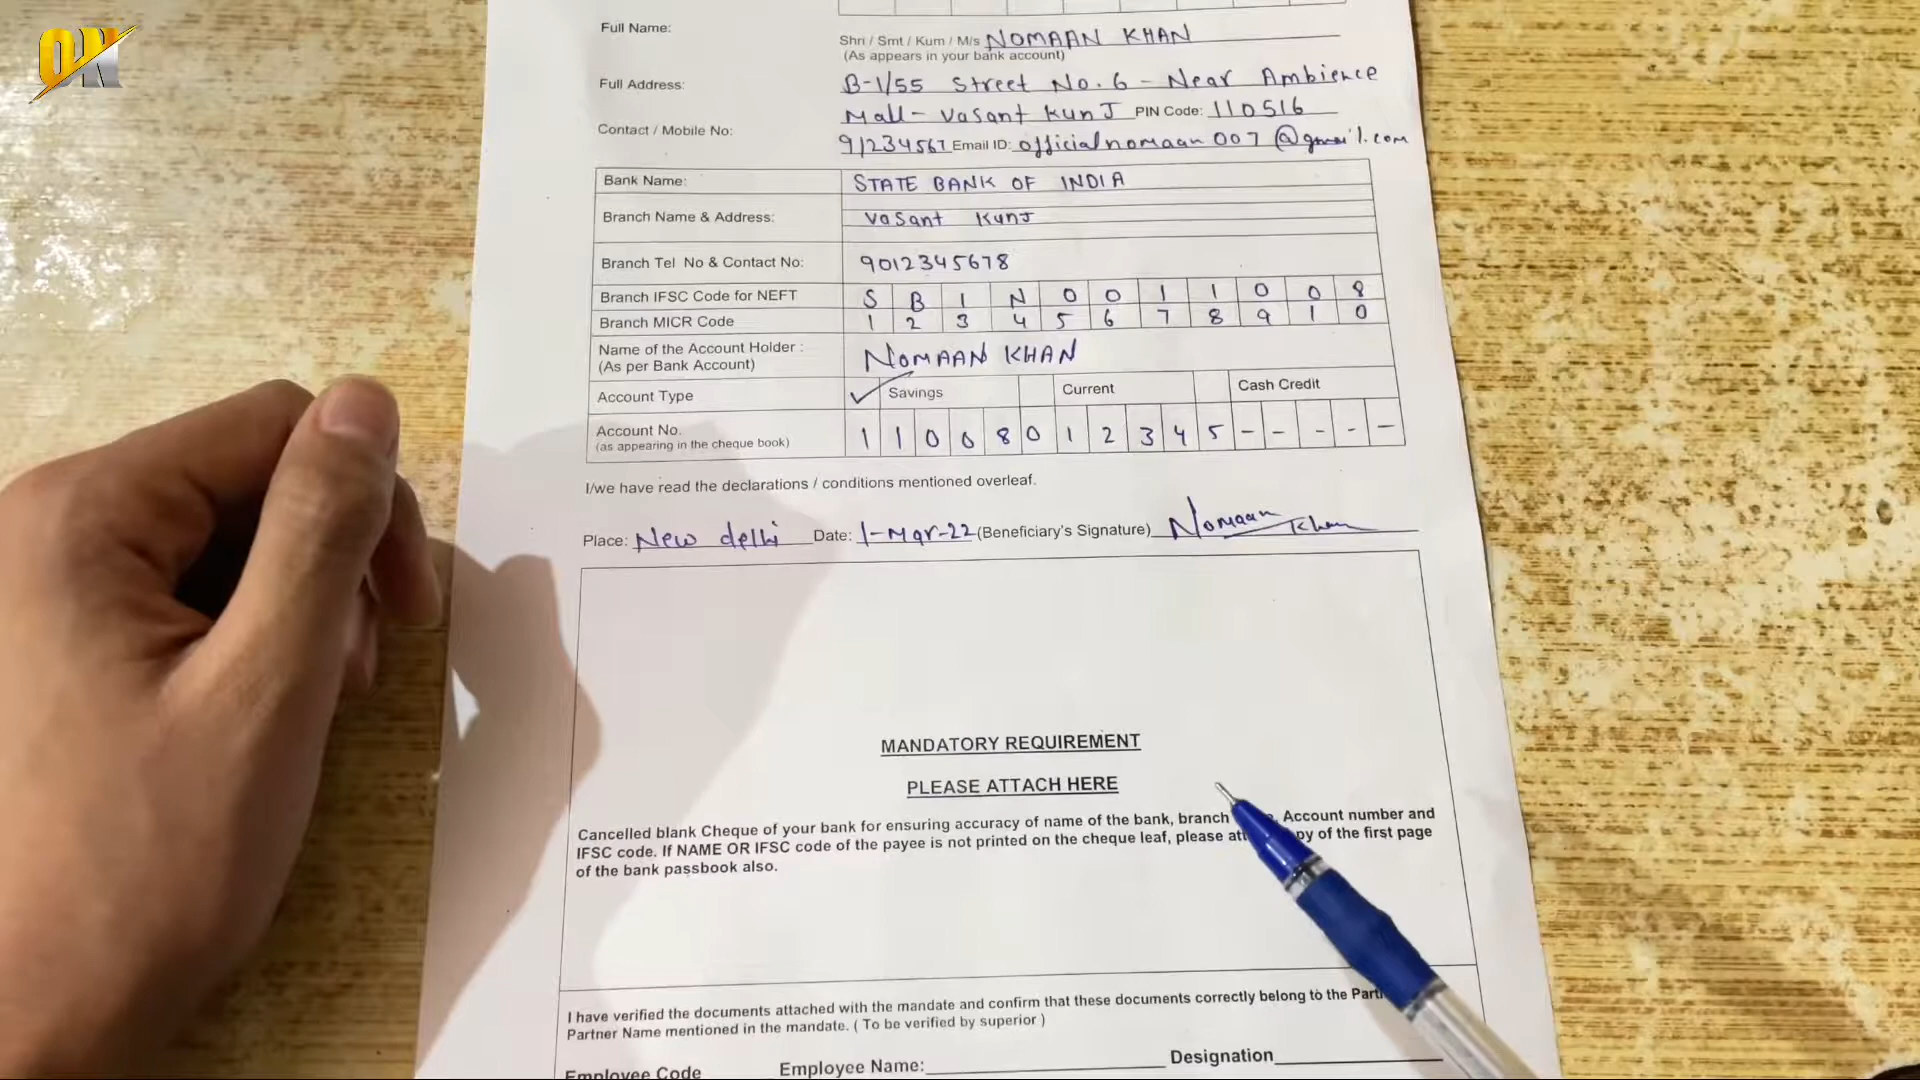 ON
Full Name: Shri / Smt / Kum / M/s NOMAAN KHAN
(As appears in your bank account)
Full Address: B-1/55 Street No. 6 - Near Ambience
Mall - Vasant KunJ PIN Code: 110516
Contact / Mobile No: 91234567 Email ID: officialnomaan007@gmail.com
Bank Name: STATE BANK OF INDIA
Branch Name & Address: Vasant KunJ
Branch Tel No & Contact No: 9012345678
Branch IFSC Code for NEFT S B I N 0 0 1 1 0 0 8
Branch MICR Code 1 2 3 4 5 6 7 8 9 1 0
Name of the Account Holder : NOMAAN KHAN
(As per Bank Account)
Account Type ✓ Savings Current Cash Credit
Account No. 1 1 0 0 8 0 1 2 3 4 5 - - - - -
(as appearing in the cheque book)
I/we have read the declarations / conditions mentioned overleaf.
Place: New delhi Date: 1-Mar-22 (Beneficiary's Signature) Nomaan Khan
MANDATORY REQUIREMENT
PLEASE ATTACH HERE
Cancelled blank Cheque of your bank for ensuring accuracy of name of the bank, branch Account number and
IFSC code. If NAME OR IFSC code of the payee is not printed on the cheque leaf, please of the first page
of the bank passbook also.
I have verified the documents attached with the mandate and confirm that these documents correctly belong to the
Partner Name mentioned in the mandate. ( To be verified by superior )
Employee Code Employee Name: Designation